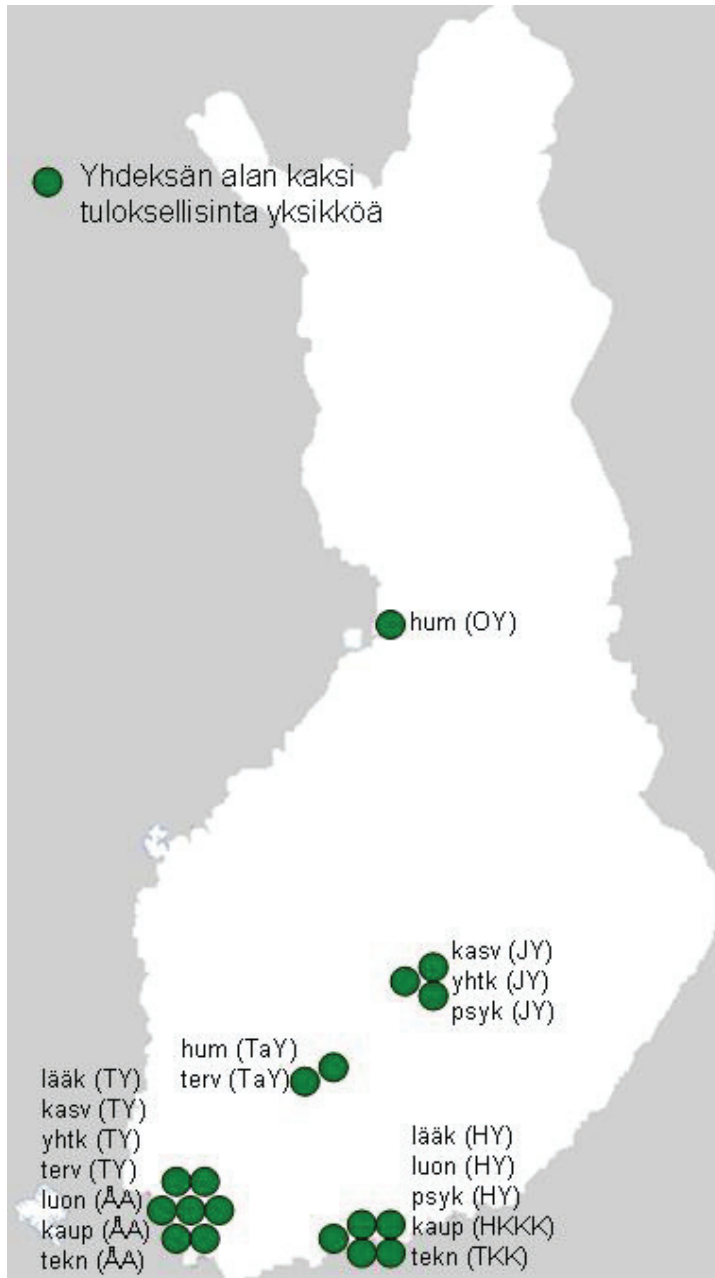 Yhdeksän alan kaksi
tuloksellisinta yksikköä
hum (OY)
kasv (JY)
yhtk (JY)
psyk (JY)
hum (TaY)
terv (TaY)
lääk (TY)
kasv (TY)
yhtk (TY)
terv (TY)
luon (ÅA)
kaup (ÅA)
tekn (ÅA)
lääk (HY)
luon (HY)
psyk (HY)
kaup (HKKK)
tekn (TKK)